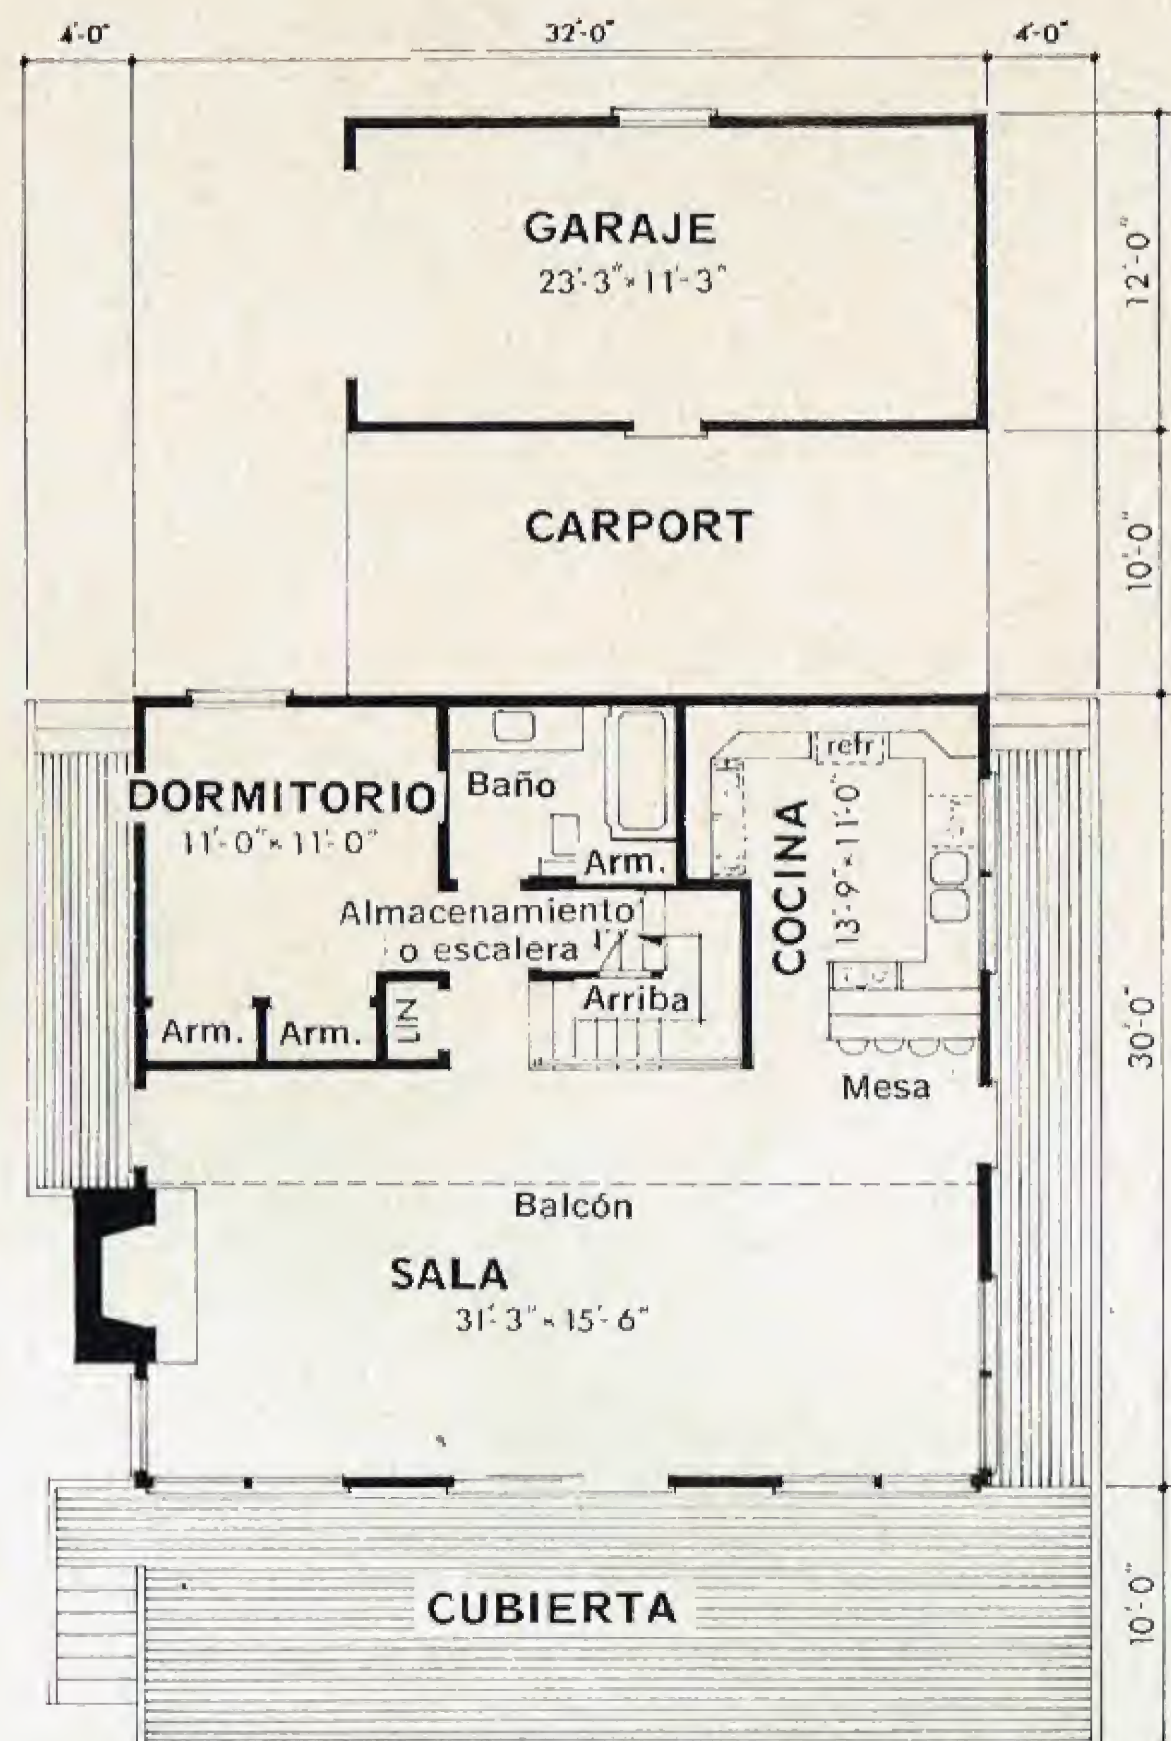 4'-0"
32'-0"
4'-0"
GARAJE
23'-3" × 11'-3"
12'-0"
CARPORT
10'-0"
DORMITORIO
11'-0" × 11'-0"
Baño
Arm.
refr
COCINA
13'-9" × 11'-0"
Almacenamiento
o escalera
Arriba
Arm.
Arm.
LIN
Mesa
30'-0"
Balcón
SALA
31'-3" × 15'-6"
CUBIERTA
10'-0"